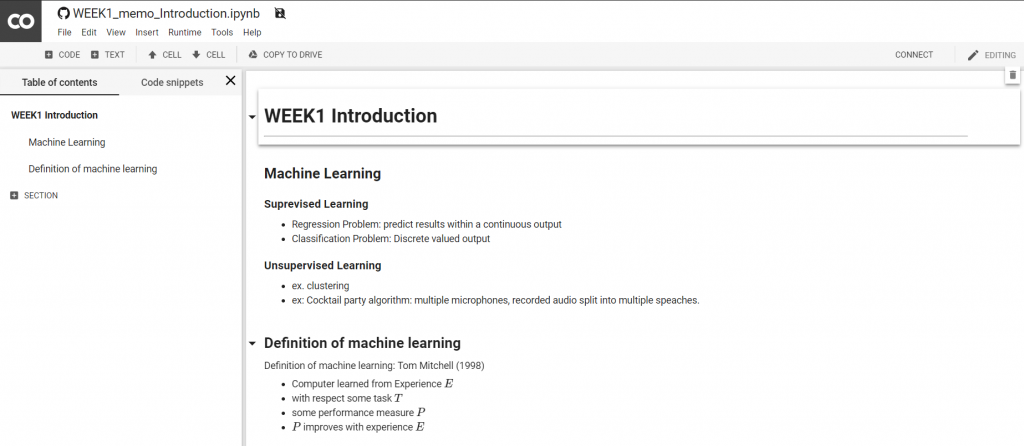 CO WEEK1_memo_Introduction.ipynb
File Edit View Insert Runtime Tools Help
CODE TEXT CELL CELL COPY TO DRIVE CONNECT EDITING
Table of contents Code snippets
WEEK1 Introduction
Machine Learning
Definition of machine learning
SECTION
WEEK1 Introduction
Machine Learning
Suprevised Learning
• Regression Problem: predict results within a continuous output
• Classification Problem: Discrete valued output
Unsupervised Learning
• ex. clustering
• ex: Cocktail party algorithm: multiple microphones, recorded audio split into multiple speaches.
Definition of machine learning
Definition of machine learning: Tom Mitchell (1998)
• Computer learned from Experience E
• with respect some task T
• some performance measure P
• P improves with experience E